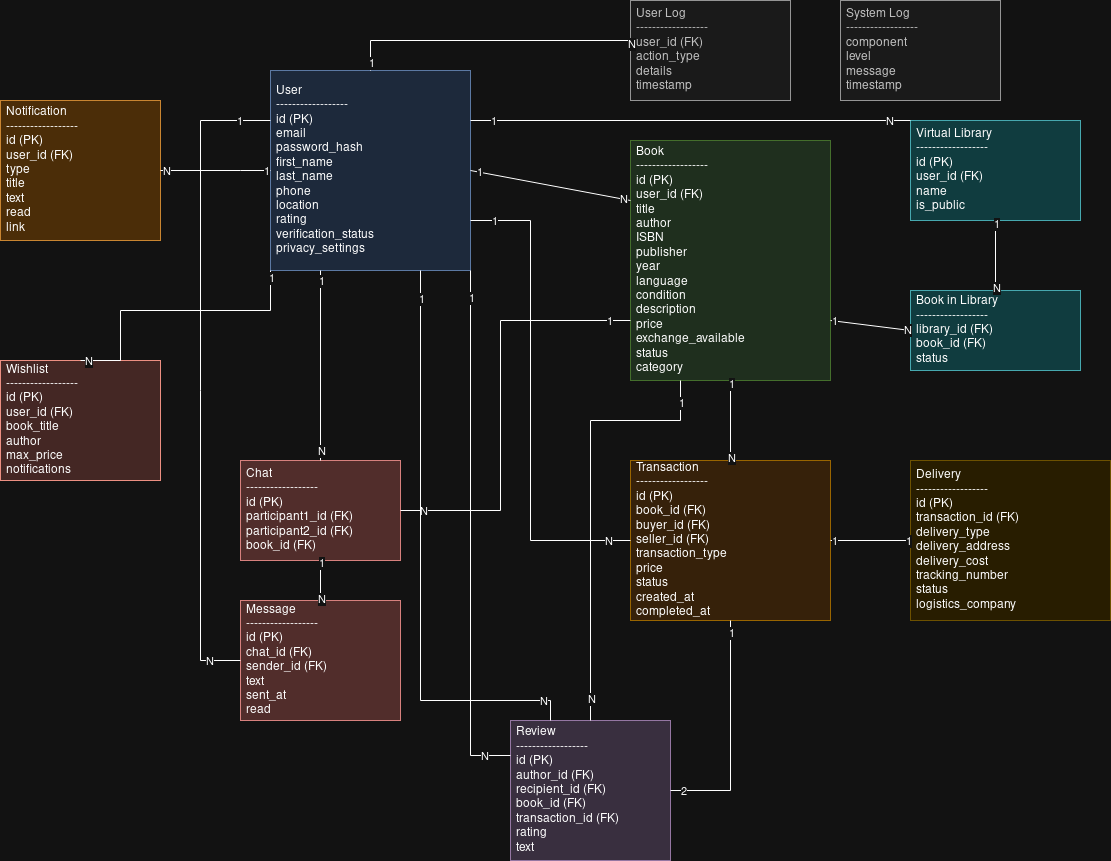 User Log
------------------
user_id (FK)
action_type
details
timestamp
System Log
------------------
component
level
message
timestamp
N
1
User
------------------
id (PK)
email
password_hash
first_name
last_name
phone
location
rating
verification_status
privacy_settings
Notification
------------------
id (PK)
user_id (FK)
type
title
text
read
link
N
1
1
1
N
1
N
1
Virtual Library
------------------
id (PK)
user_id (FK)
name
is_public
Book
------------------
id (PK)
user_id (FK)
title
author
ISBN
publisher
year
language
condition
description
price
exchange_available
status
category
1
N
Book in Library
------------------
library_id (FK)
book_id (FK)
status
1
N
1
1
1
1
1
N
Wishlist
------------------
id (PK)
user_id (FK)
book_title
author
max_price
notifications
1
1
N
N
Chat
------------------
id (PK)
participant1_id (FK)
participant2_id (FK)
book_id (FK)
N
Transaction
------------------
id (PK)
book_id (FK)
buyer_id (FK)
seller_id (FK)
transaction_type
price
status
created_at
completed_at
N
1
1
Delivery
------------------
id (PK)
transaction_id (FK)
delivery_type
delivery_address
delivery_cost
tracking_number
status
logistics_company
1
N
Message
------------------
id (PK)
chat_id (FK)
sender_id (FK)
text
sent_at
read
N
1
N
N
N
2
Review
------------------
id (PK)
author_id (FK)
recipient_id (FK)
book_id (FK)
transaction_id (FK)
rating
text